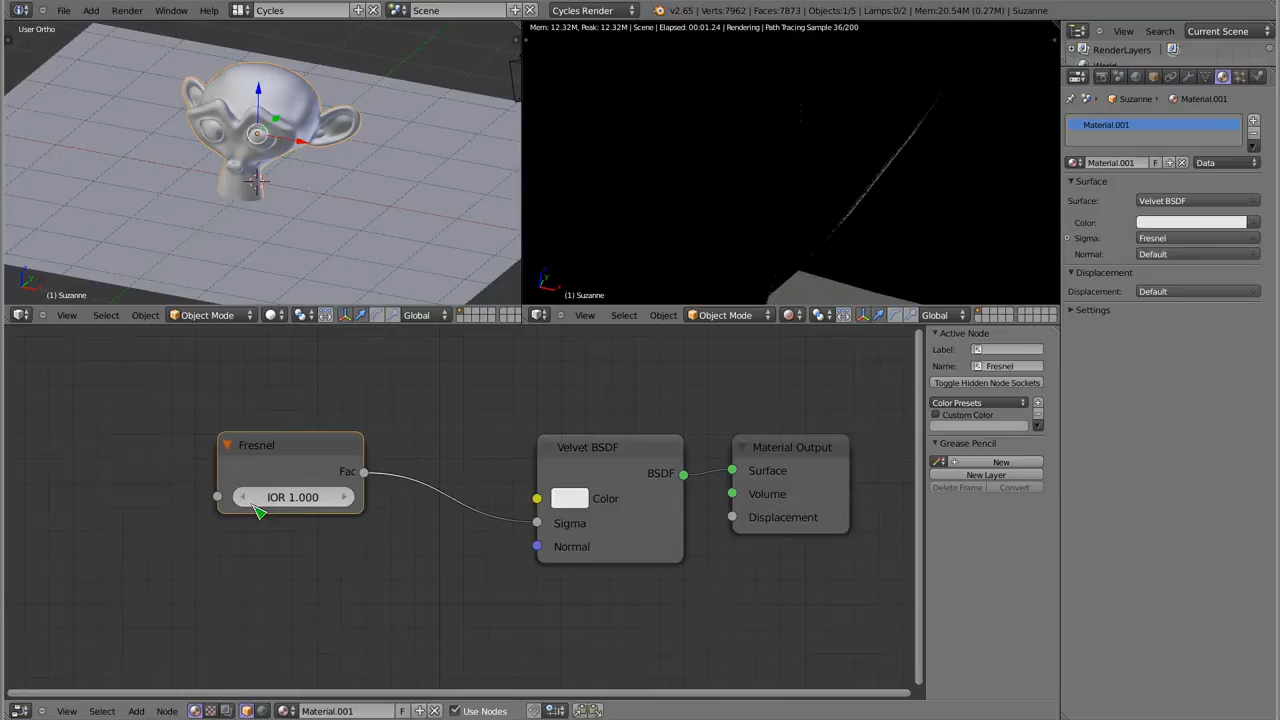 File Add Render Window Help Cycles Scene Cycles Render v2.65 | Verts:7962 | Faces:7873 | Objects:1/5 | Lamps:0/2 | Mem:20.54M (0.27M) | Suzanne
User Ortho
Mem: 12.32M, Peak: 12.32M | Scene | Elapsed: 00:01.24 | Rendering | Path Tracing Sample 36/200
View Search Current Scene
RenderLayers
Suzanne Material.001
Material.001
Material.001 F Data
Surface
Surface: Velvet BSDF
Color:
Sigma: Fresnel
Normal: Default
Displacement
Displacement: Default
Settings
(1) Suzanne
(1) Suzanne
View Select Object Object Mode Global
View Select Object Object Mode Global
Fresnel
Fac
IOR 1.000
Velvet BSDF
BSDF
Color
Sigma
Normal
Material Output
Surface
Volume
Displacement
Active Node
Label:
Name: Fresnel
Toggle Hidden Node Sockets
Color Presets
Custom Color
Grease Pencil
New
New Layer
Delete Frame Convert
View Select Add Node Material.001 F Use Nodes